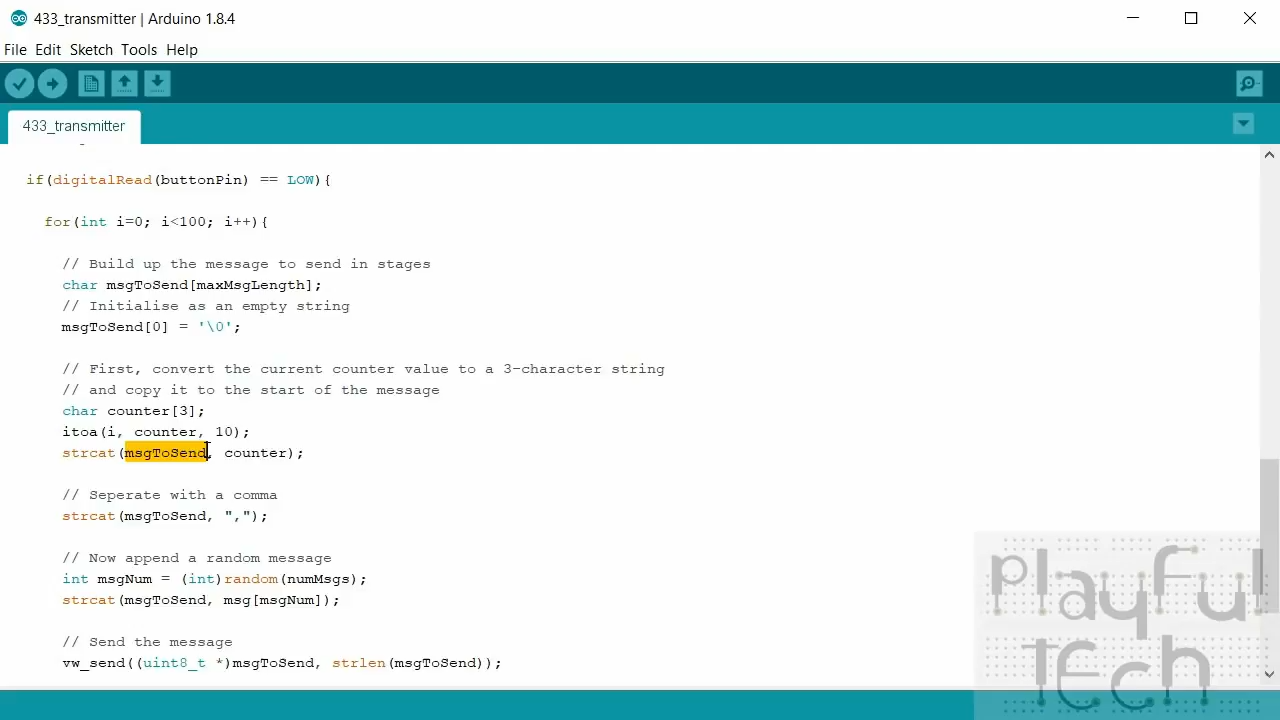 433_transmitter | Arduino 1.8.4
File Edit Sketch Tools Help
433_transmitter
if(digitalRead(buttonPin) == LOW){
for(int i=0; i<100; i++){
// Build up the message to send in stages
char msgToSend[maxMsgLength];
// Initialise as an empty string
msgToSend[0] = '\0';
// First, convert the current counter value to a 3-character string
// and copy it to the start of the message
char counter[3];
itoa(i, counter, 10);
strcat(msgToSend, counter);
// Seperate with a comma
strcat(msgToSend, ",");
// Now append a random message
int msgNum = (int)random(numMsgs);
strcat(msgToSend, msg[msgNum]);
// Send the message
vw_send((uint8_t *)msgToSend, strlen(msgToSend));
playful
tech